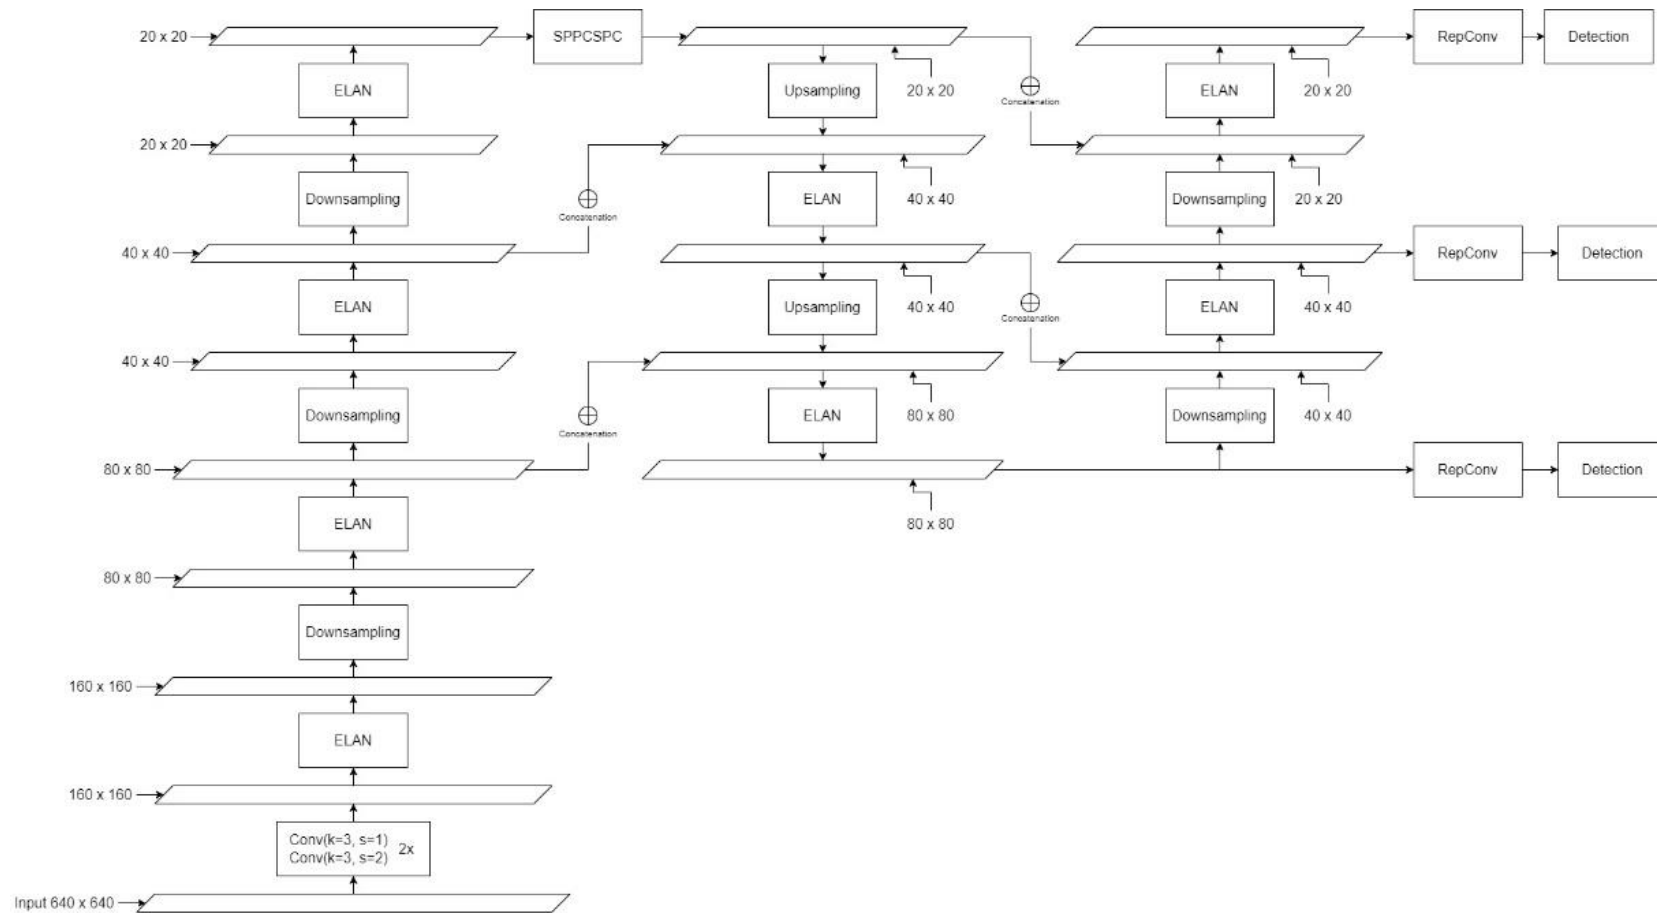 20 x 20
SPPCSPC
RepConv
Detection
ELAN
Upsampling
20 x 20
Concatenation
ELAN
20 x 20
20 x 20
Downsampling
Concatenation
ELAN
40 x 40
Downsampling
20 x 20
40 x 40
RepConv
Detection
ELAN
Upsampling
40 x 40
Concatenation
ELAN
40 x 40
40 x 40
Downsampling
Concatenation
ELAN
80 x 80
Downsampling
40 x 40
80 x 80
RepConv
Detection
ELAN
80 x 80
80 x 80
Downsampling
160 x 160
ELAN
160 x 160
Conv(k=3, s=1)
Conv(k=3, s=2)
2x
Input 640 x 640